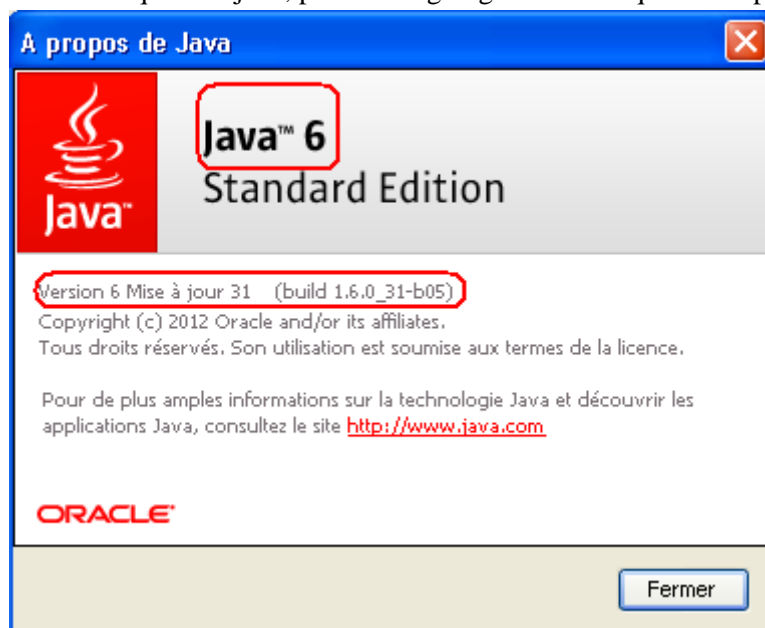 A propos de Java
Java™ 6
Standard Edition
Java™
Version 6 Mise à jour 31 (build 1.6.0_31-b05)
Copyright (c) 2012 Oracle and/or its affiliates.
Tous droits réservés. Son utilisation est soumise aux termes de la licence.
Pour de plus amples informations sur la technologie Java et découvrir les
applications Java, consultez le site http://www.java.com
ORACLE
Fermer